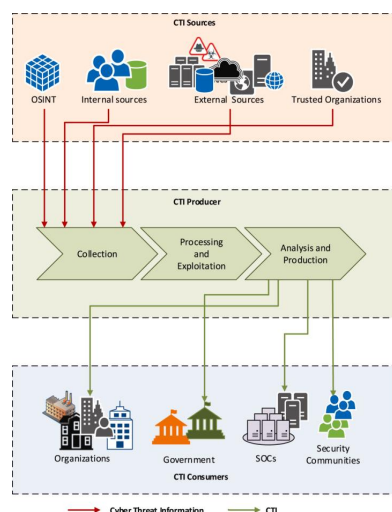 CTI Sources
OSINT
Internal sources
External Sources
Trusted Organizations
CTI Producer
Collection
Processing
and
Exploitation
Analysis and
Production
Organizations
Government
SOCs
Security
Communities
CTI Consumers
Cyber Threat Information
CTI